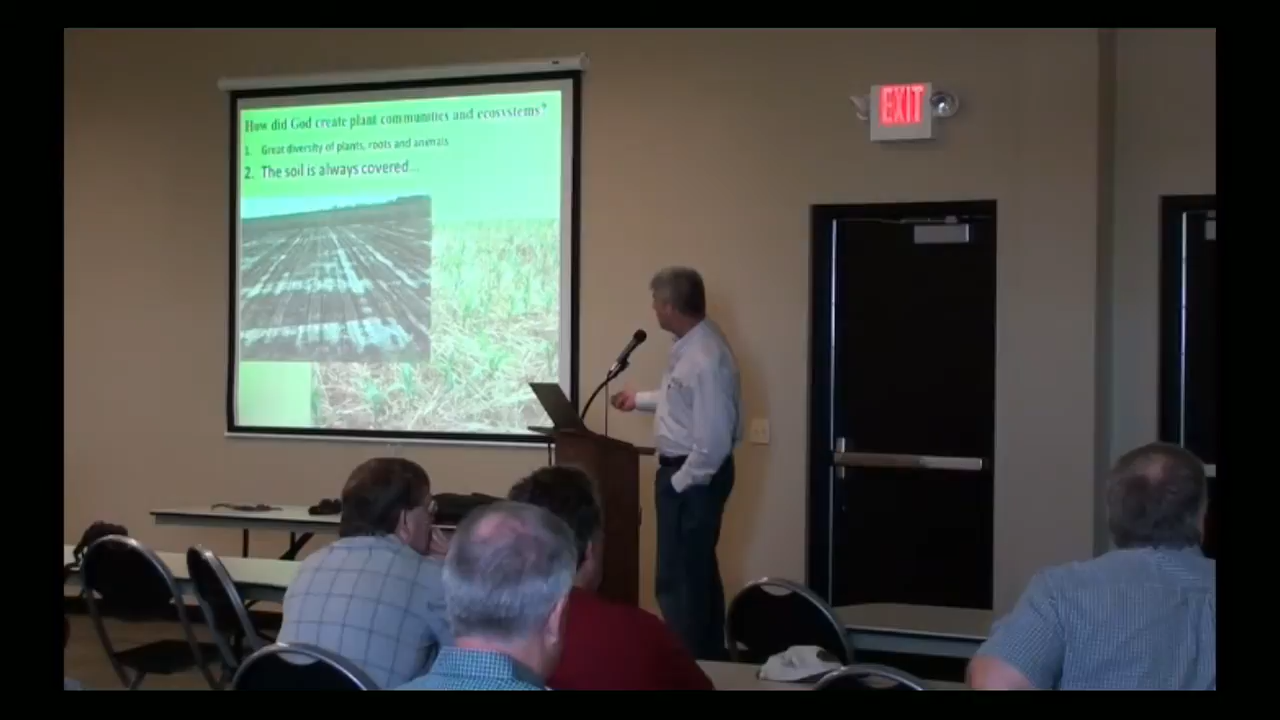 How did God create plant communities and ecosystems?
1. Great diversity of plants, roots and animals
2. The soil is always covered...
EXIT